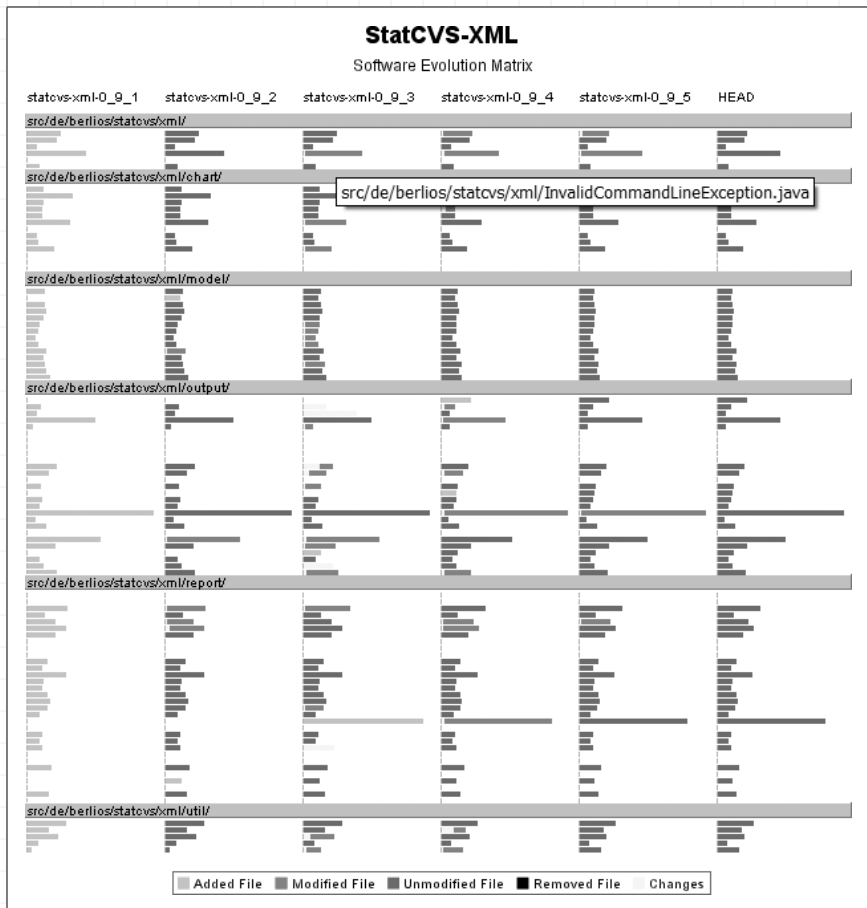 StatCVS-XML
Software Evolution Matrix
statcvs-xml-0_9_1 statcvs-xml-0_9_2 statcvs-xml-0_9_3 statcvs-xml-0_9_4 statcvs-xml-0_9_5 HEAD
src/de/berlios/statcvs/xml/
src/de/berlios/statcvs/xml/chart/
src/de/berlios/statcvs/xml/InvalidCommandLineException.java
src/de/berlios/statcvs/xml/model/
src/de/berlios/statcvs/xml/output/
src/de/berlios/statcvs/xml/report/
src/de/berlios/statcvs/xml/util/
Added File Modified File Unmodified File Removed File Changes